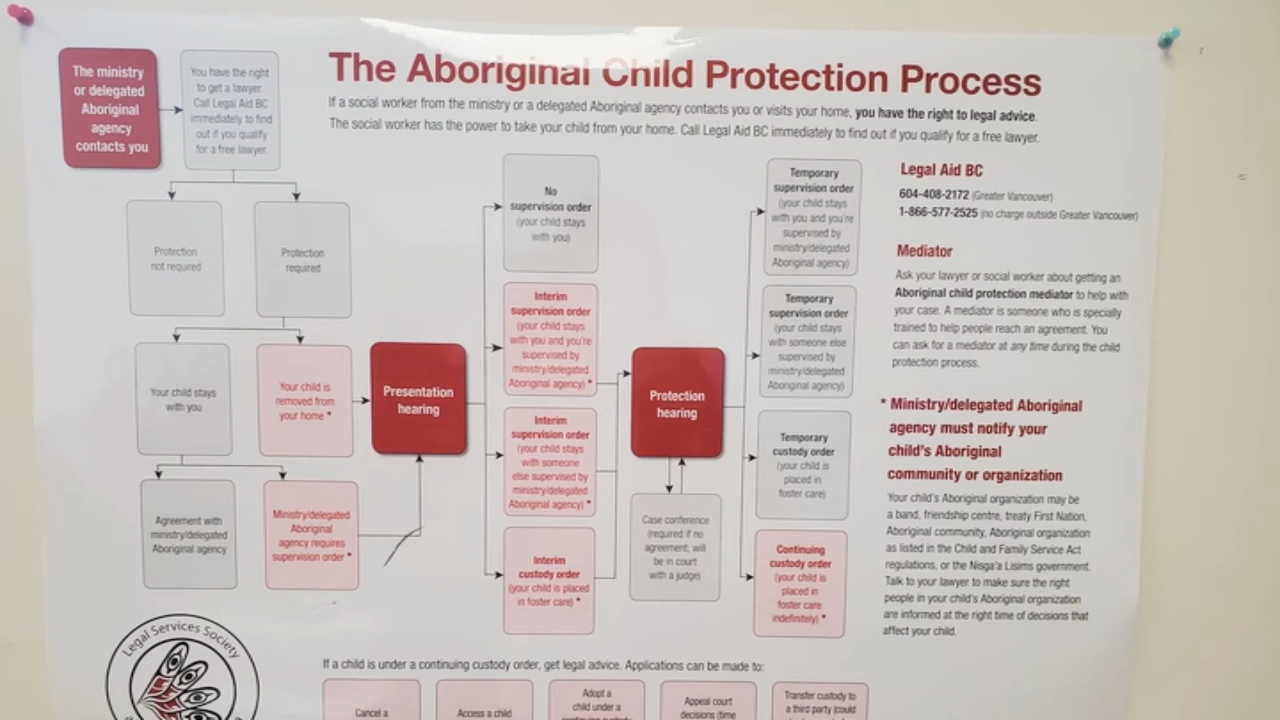 The Aboriginal Child Protection Process
If a social worker from the ministry or a delegated Aboriginal agency contacts you or visits your home, you have the right to legal advice.
The social worker has the power to take your child from your home. Call Legal Aid BC immediately to find out if you qualify for a free lawyer.
The ministry
or delegated
Aboriginal
agency
contacts you
You have the right
to get a lawyer.
Call Legal Aid BC
immediately to find
out if you qualify
for a free lawyer.
Protection
not required
Protection
required
Your child stays
with you
Your child is
removed from
your home *
Agreement with
ministry/delegated
Aboriginal agency
Ministry/delegated
Aboriginal
agency requires
supervision order *
Presentation
hearing
No
supervision order
(your child stays
with you)
Interim
supervision order
(your child stays
with you and you're
supervised by
ministry/delegated
Aboriginal agency) *
Interim
supervision order
(your child stays
with someone
else supervised by
ministry/delegated
Aboriginal agency) *
Interim
custody order
(your child is placed
in foster care) *
Protection
hearing
Case conference
(required if no
agreement; will
be in court
with a judge)
Temporary
supervision order
(your child stays
with you and you're
supervised by
ministry/delegated
Aboriginal agency)
Temporary
supervision order
(your child stays
with someone else
supervised by
ministry/delegated
Aboriginal agency)
Temporary
custody order
(your child is
placed in
foster care)
Continuing
custody order
(your child is
placed in
foster care
indefinitely) *
Legal Aid BC
604-408-2172 (Greater Vancouver)
1-866-577-2525 (no charge outside Greater Vancouver)
Mediator
Ask your lawyer or social worker about getting an
Aboriginal child protection mediator to help with
your case. A mediator is someone who is specially
trained to help people reach an agreement. You
can ask for a mediator at any time during the child
protection process.
* Ministry/delegated Aboriginal
agency must notify your
child's Aboriginal
community or organization
Your child's Aboriginal organization may be
a band, friendship centre, treaty First Nation,
Aboriginal community, Aboriginal organization
as listed in the Child and Family Service Act
regulations, or the Nisga'a Lisims government.
Talk to your lawyer to make sure the right
people in your child's Aboriginal organization
are informed at the right time of decisions that
affect your child.
Legal Services Society
If a child is under a continuing custody order, get legal advice. Applications can be made to:
Cancel a
Access a child
Adopt a
child under a
continuing custody
Appeal court
decisions (time
Transfer custody to
a third party (could